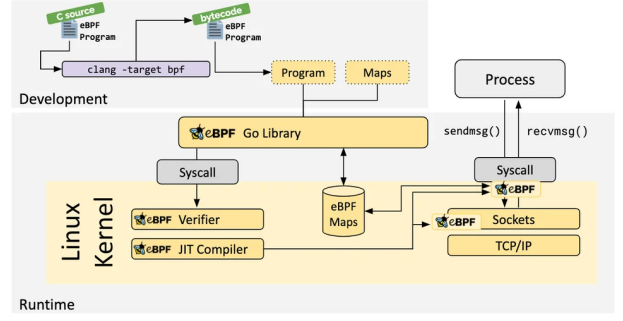 C source
eBPF
Program
bytecode
eBPF
Program
clang -target bpf
Program
Maps
Development
Process
sendmsg()
recvmsg()
eBPF Go Library
Syscall
Syscall
eBPF
Linux
Kernel
eBPF Verifier
eBPF
Maps
eBPF
Sockets
eBPF JIT Compiler
TCP/IP
Runtime